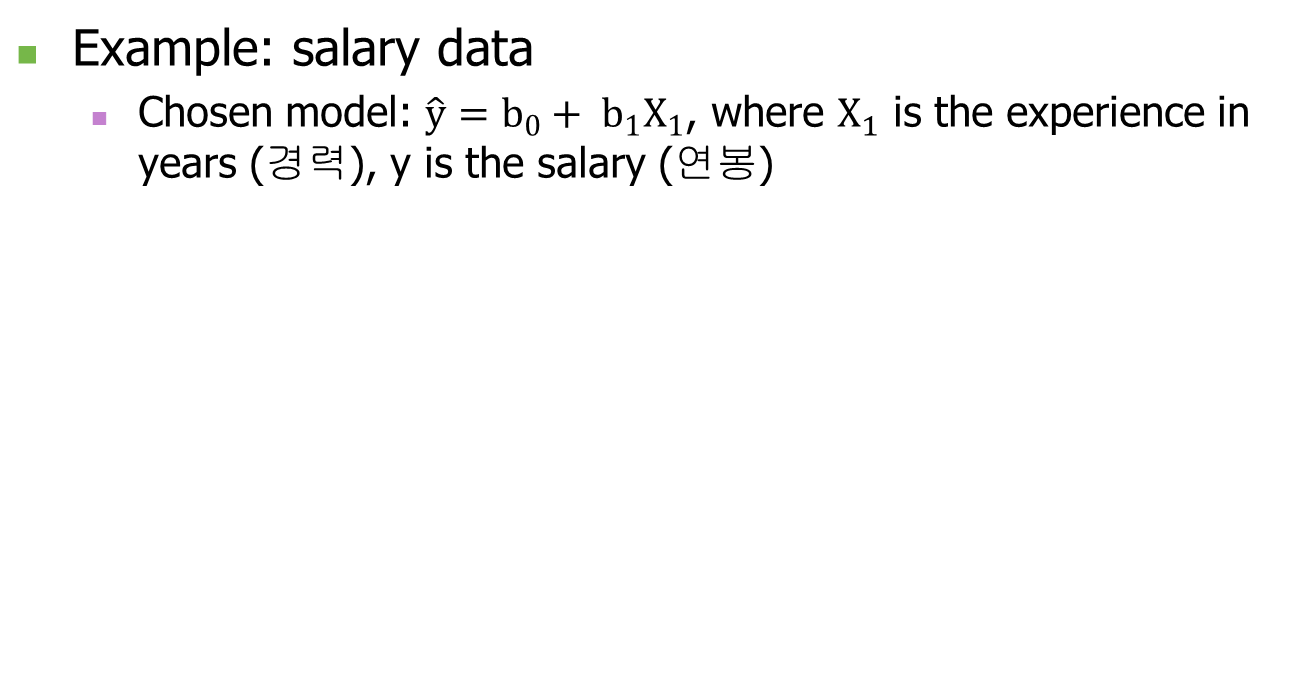 Example: salary data
Chosen model: ŷ = b₀ + b₁X₁, where X₁ is the experience in
years (경력), y is the salary (연봉)